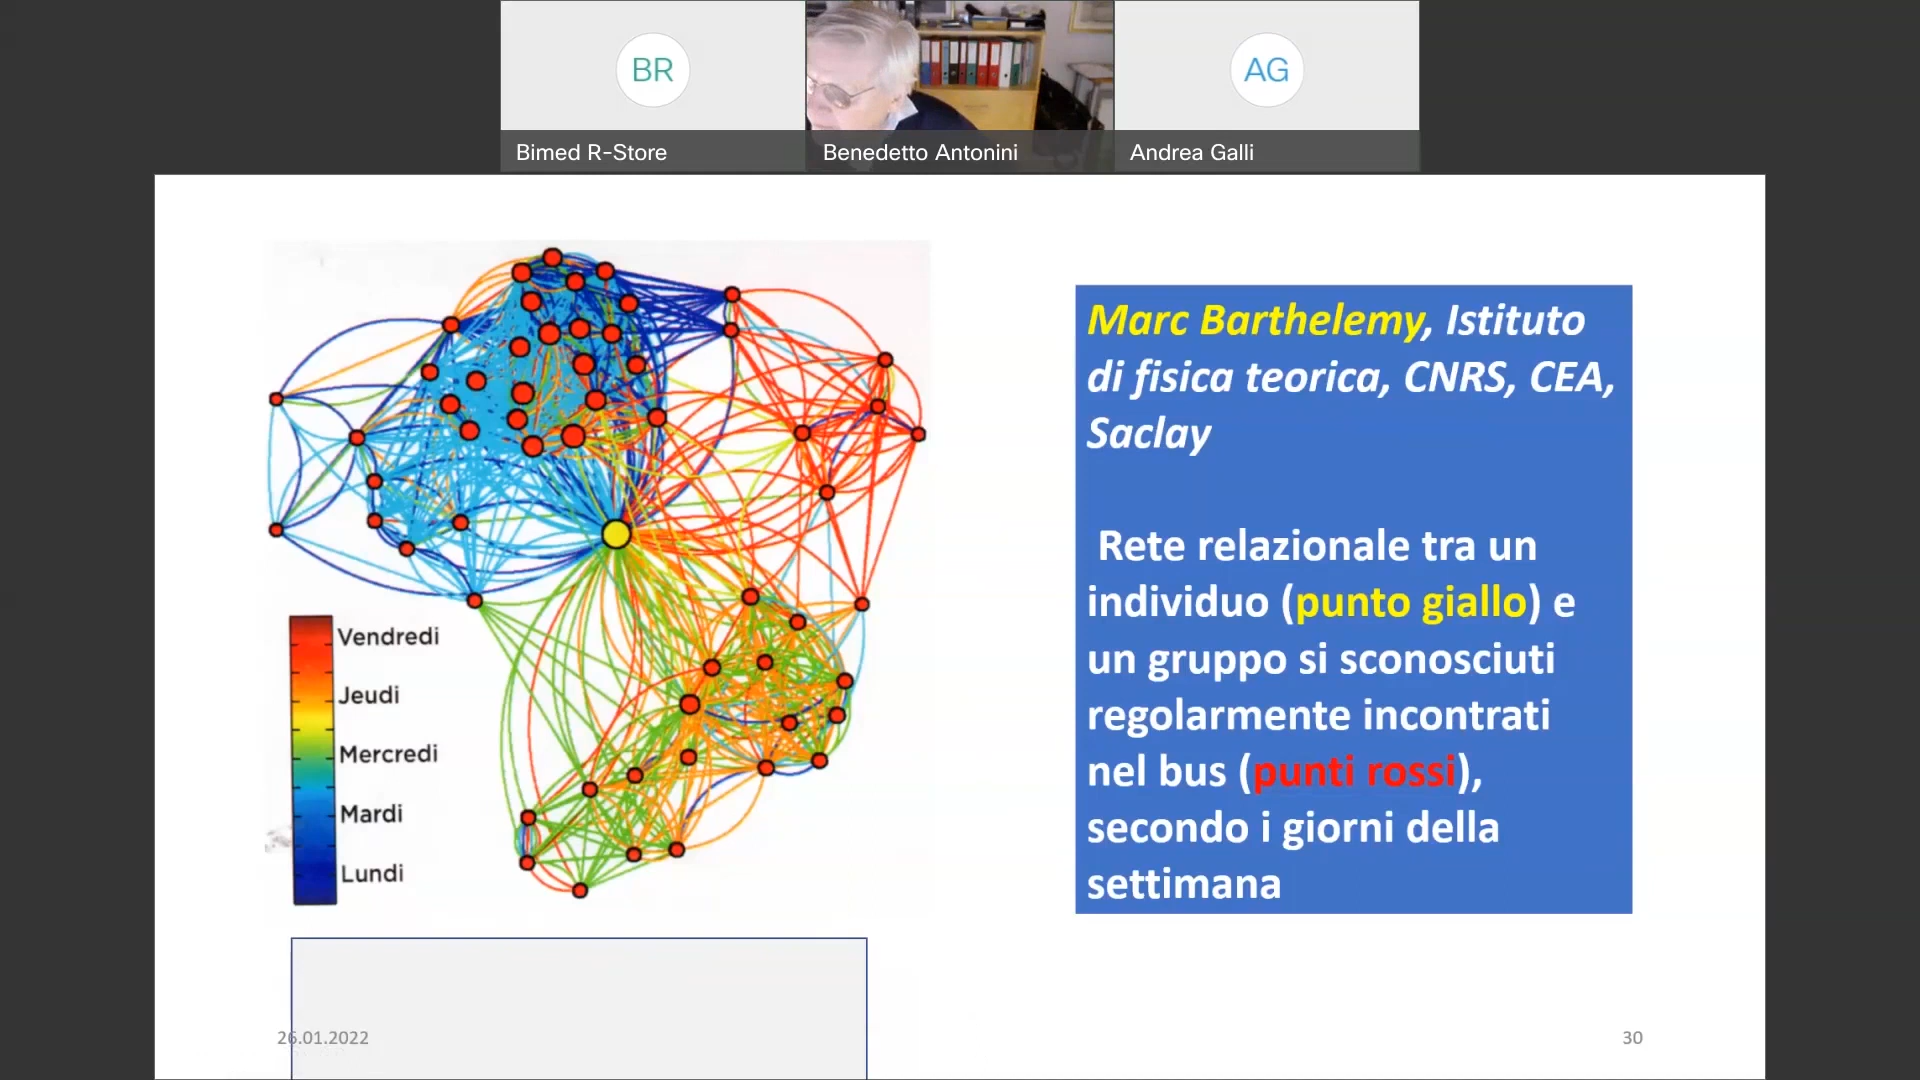 BR
AG
Bimed R-Store
Benedetto Antonini
Andrea Galli
Marc Barthelemy, Istituto
di fisica teorica, CNRS, CEA,
Saclay
Rete relazionale tra un
individuo (punto giallo) e
un gruppo si sconosciuti
regolarmente incontrati
nel bus (punti rossi),
secondo i giorni della
settimana
Vendredi
Jeudi
Mercredi
Mardi
Lundi
26.01.2022
30